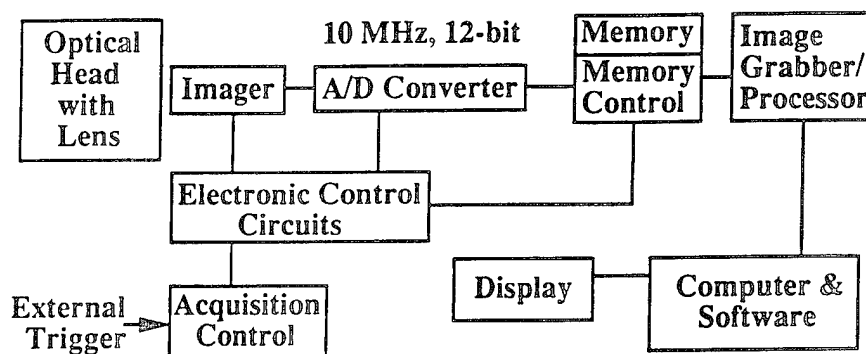 Optical
Head
with
Lens
10 MHz, 12-bit
Imager
A/D Converter
Memory
Memory
Control
Image
Grabber/
Processor
Electronic Control
Circuits
External
Trigger
Acquisition
Control
Display
Computer &
Software